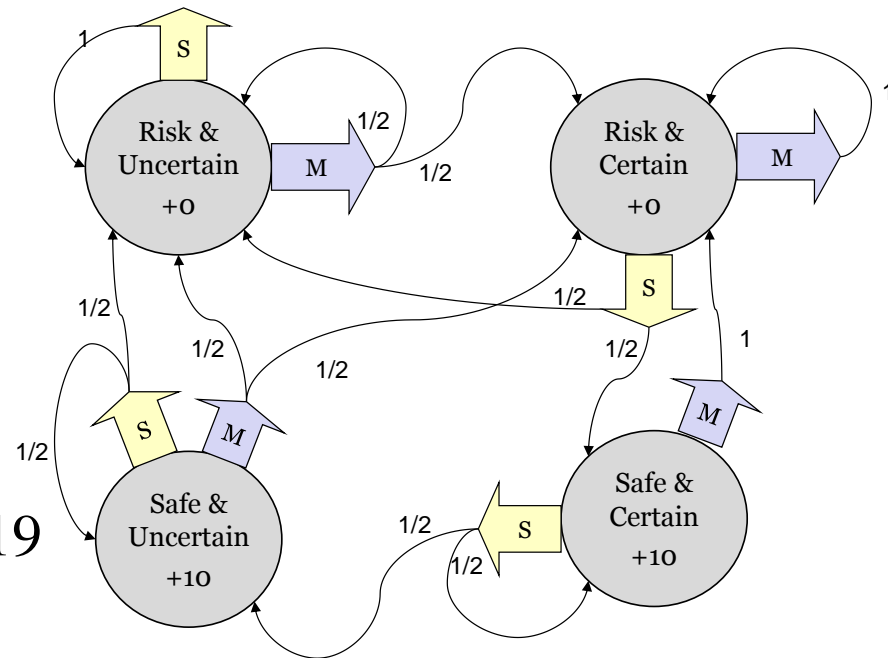 1
S
Risk &
Uncertain
+0
M
1/2
1/2
Risk &
Certain
+0
M
1
S
1/2
1/2
1/2
1/2
1/2
1
S
M
M
1/2
Safe &
Uncertain
+10
19
1/2
S
1/2
Safe &
Certain
+10